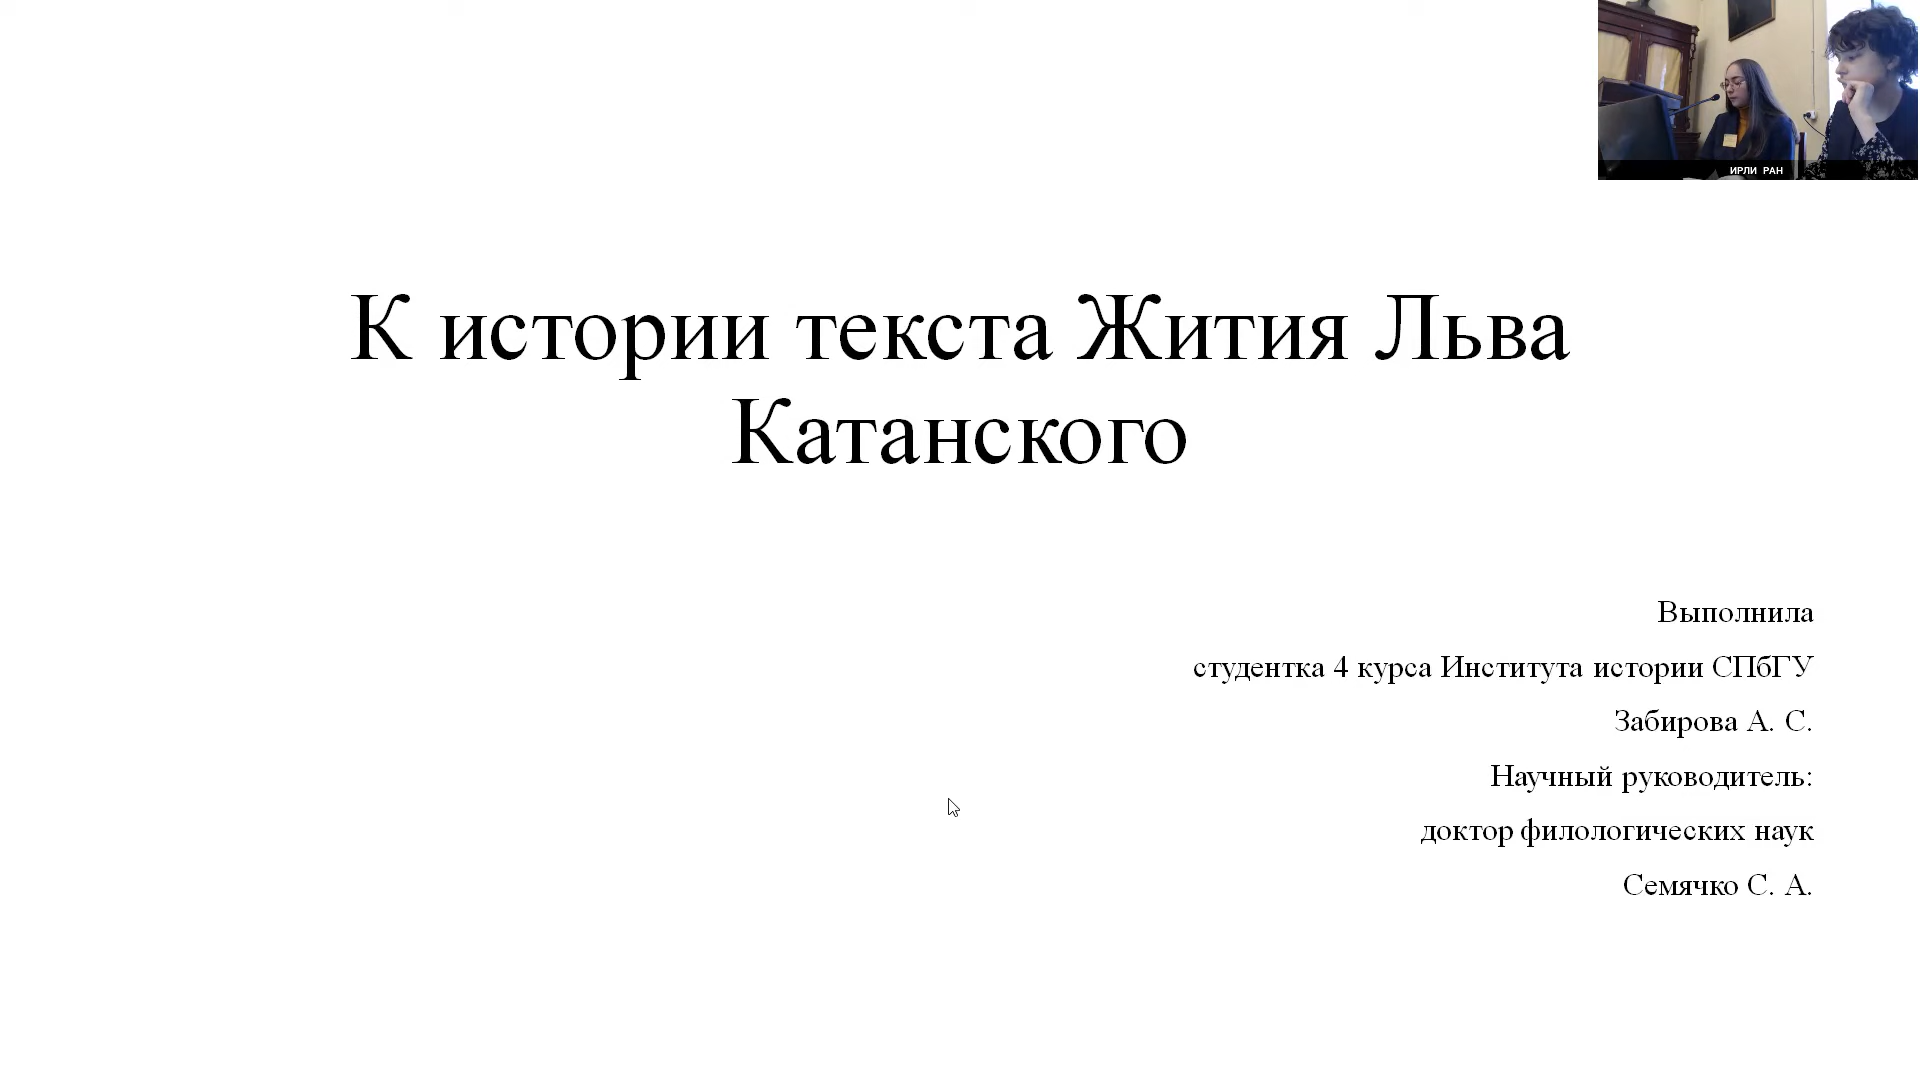 ИРЛИ РАН
К истории текста Жития Льва
Катанского
Выполнила
студентка 4 курса Института истории СПбГУ
Забирова А. С.
Научный руководитель:
доктор филологических наук
Семячко С. А.